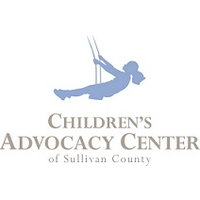 CHILDREN'S
ADVOCACY CENTER
of Sullivan County